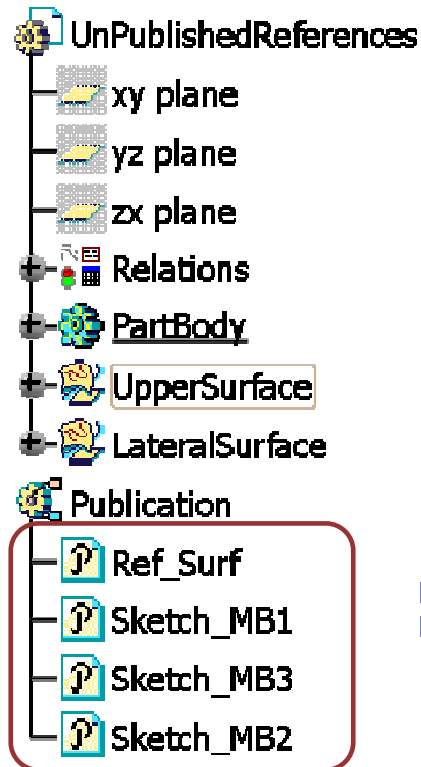 UnPublishedReferences
xy plane
yz plane
zx plane
Relations
PartBody
UpperSurface
LateralSurface
Publication
Ref_Surf
Sketch_MB1
Sketch_MB3
Sketch_MB2